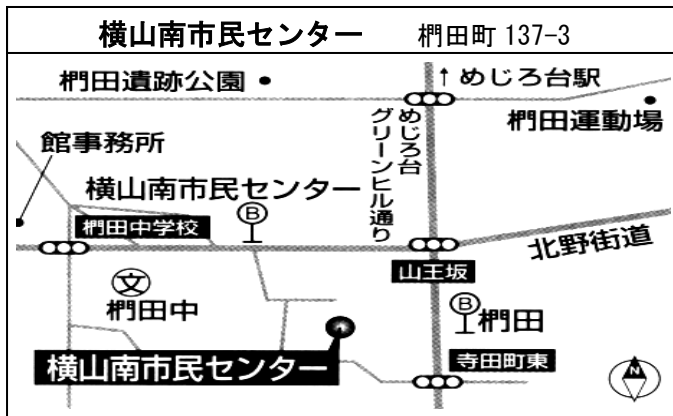 横山南市民センター 椚田町 137-3
椚田遺跡公園
↑めじろ台駅
椚田運動場
館事務所
めじろ台
グリーンヒル通り
横山南市民センター
B
椚田中学校
北野街道
山王坂
文
椚田中
B
椚田
横山南市民センター
寺田町東
N